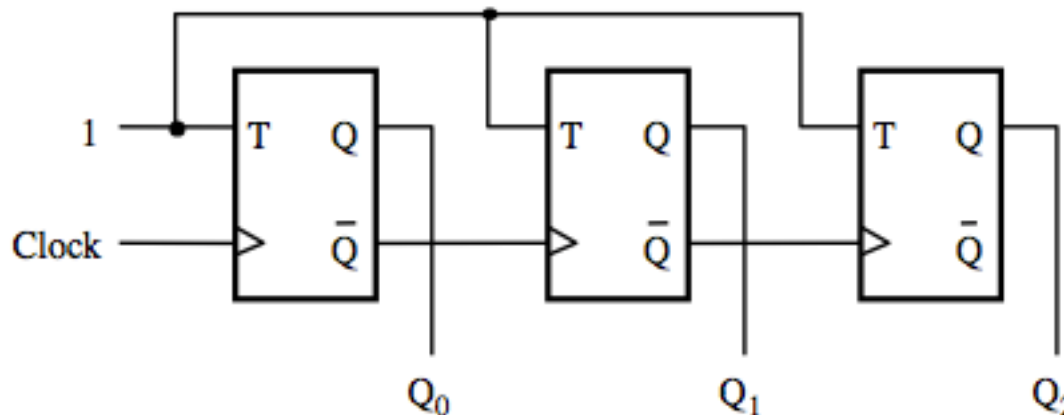 1 T Q T Q T Q
Clock Q̅ Q̅ Q̅
Q₀ Q₁ Q